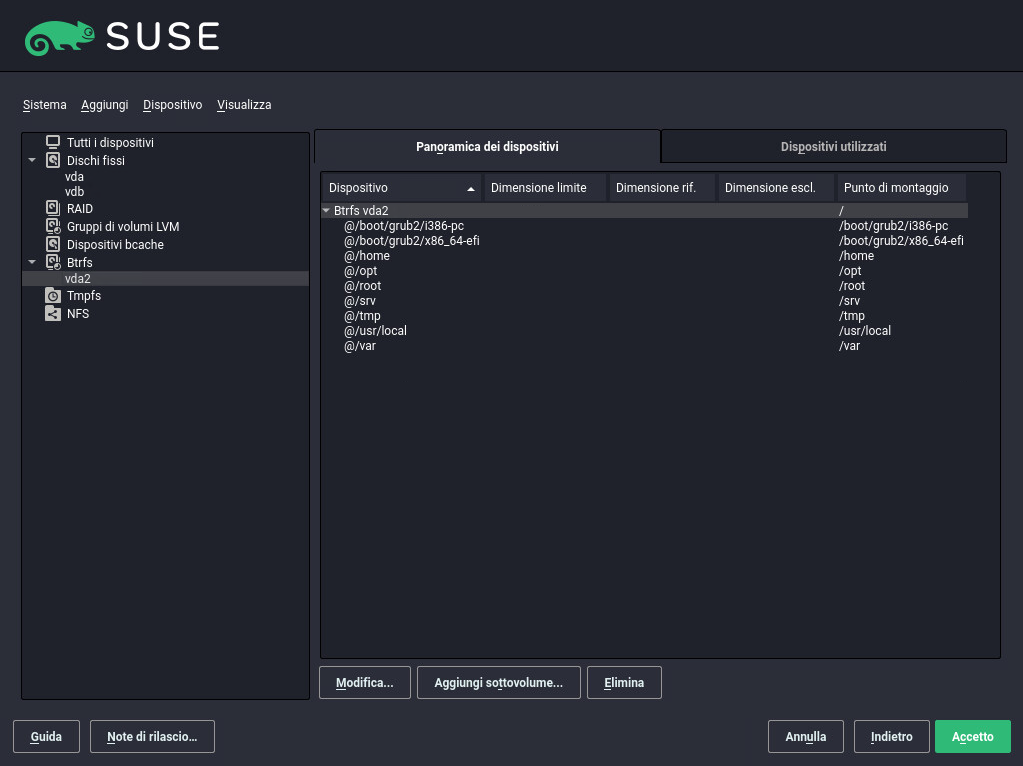 SUSE
Sistema Aggiungi Dispositivo Visualizza
Tutti i dispositivi
Dischi fissi
vda
vdb
RAID
Gruppi di volumi LVM
Dispositivi bcache
Btrfs
vda2
Tmpfs
NFS
Panoramica dei dispositivi Dispositivi utilizzati
Dispositivo Dimensione limite Dimensione rif. Dimensione escl. Punto di montaggio
Btrfs vda2 /
@/boot/grub2/i386-pc /boot/grub2/i386-pc
@/boot/grub2/x86_64-efi /boot/grub2/x86_64-efi
@/home /home
@/opt /opt
@/root /root
@/srv /srv
@/tmp /tmp
@/usr/local /usr/local
@/var /var
Modifica... Aggiungi sottovolume... Elimina
Guida Note di rilascio... Annulla Indietro Accetto